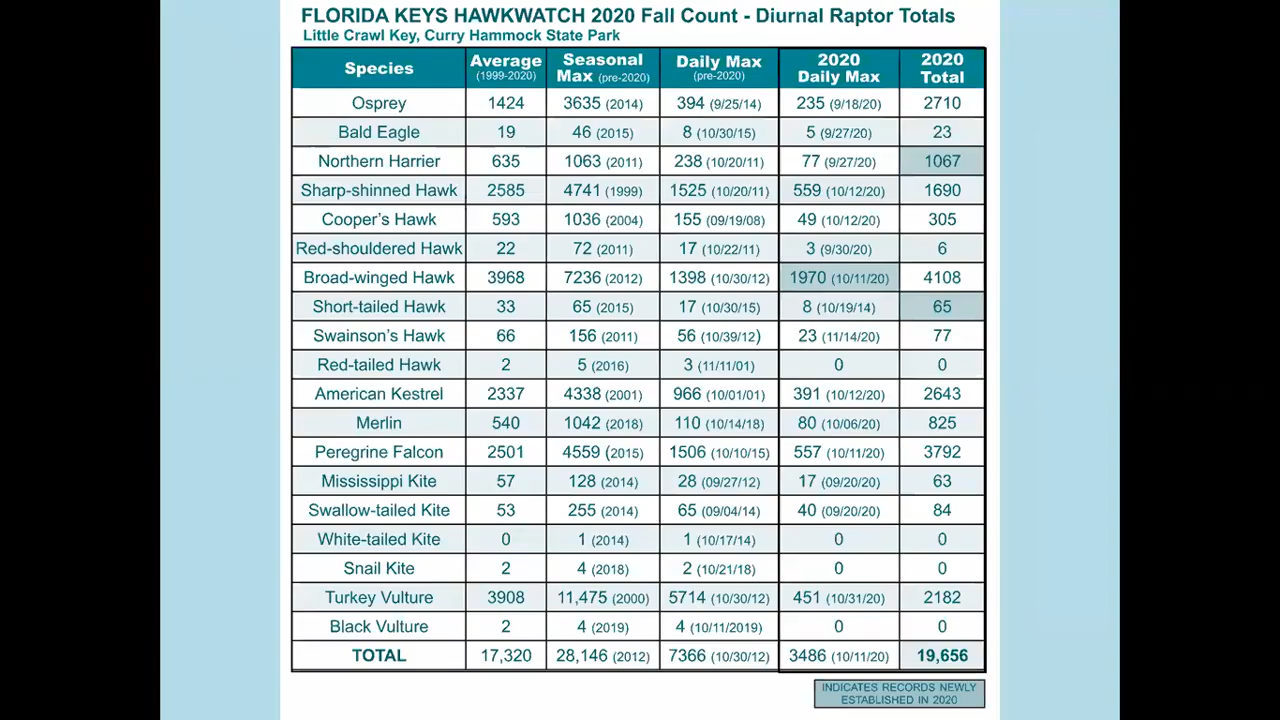 FLORIDA KEYS HAWKWATCH 2020 Fall Count - Diurnal Raptor Totals
Little Crawl Key, Curry Hammock State Park
Species Average (1999-2020) Seasonal Max (pre-2020) Daily Max (pre-2020) 2020 Daily Max 2020 Total
Osprey 1424 3635 (2014) 394 (9/25/14) 235 (9/18/20) 2710
Bald Eagle 19 46 (2015) 8 (10/30/15) 5 (9/27/20) 23
Northern Harrier 635 1063 (2011) 238 (10/20/11) 77 (9/27/20) 1067
Sharp-shinned Hawk 2585 4741 (1999) 1525 (10/20/11) 559 (10/12/20) 1690
Cooper's Hawk 593 1036 (2004) 155 (09/19/08) 49 (10/12/20) 305
Red-shouldered Hawk 22 72 (2011) 17 (10/22/11) 3 (9/30/20) 6
Broad-winged Hawk 3968 7236 (2012) 1398 (10/30/12) 1970 (10/11/20) 4108
Short-tailed Hawk 33 65 (2015) 17 (10/30/15) 8 (10/19/14) 65
Swainson's Hawk 66 156 (2011) 56 (10/39/12) 23 (11/14/20) 77
Red-tailed Hawk 2 5 (2016) 3 (11/11/01) 0 0
American Kestrel 2337 4338 (2001) 966 (10/01/01) 391 (10/12/20) 2643
Merlin 540 1042 (2018) 110 (10/14/18) 80 (10/06/20) 825
Peregrine Falcon 2501 4559 (2015) 1506 (10/10/15) 557 (10/11/20) 3792
Mississippi Kite 57 128 (2014) 28 (09/27/12) 17 (09/20/20) 63
Swallow-tailed Kite 53 255 (2014) 65 (09/04/14) 40 (09/20/20) 84
White-tailed Kite 0 1 (2014) 1 (10/17/14) 0 0
Snail Kite 2 4 (2018) 2 (10/21/18) 0 0
Turkey Vulture 3908 11,475 (2000) 5714 (10/30/12) 451 (10/31/20) 2182
Black Vulture 2 4 (2019) 4 (10/11/2019) 0 0
TOTAL 17,320 28,146 (2012) 7366 (10/30/12) 3486 (10/11/20) 19,656
INDICATES RECORDS NEWLY
ESTABLISHED IN 2020